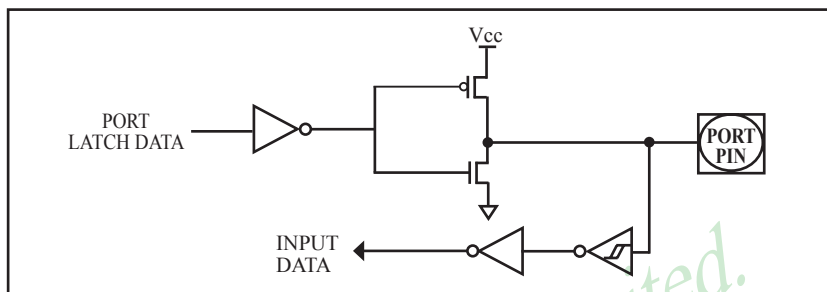 Vcc
PORT
LATCH DATA
PORT
PIN
INPUT
DATA